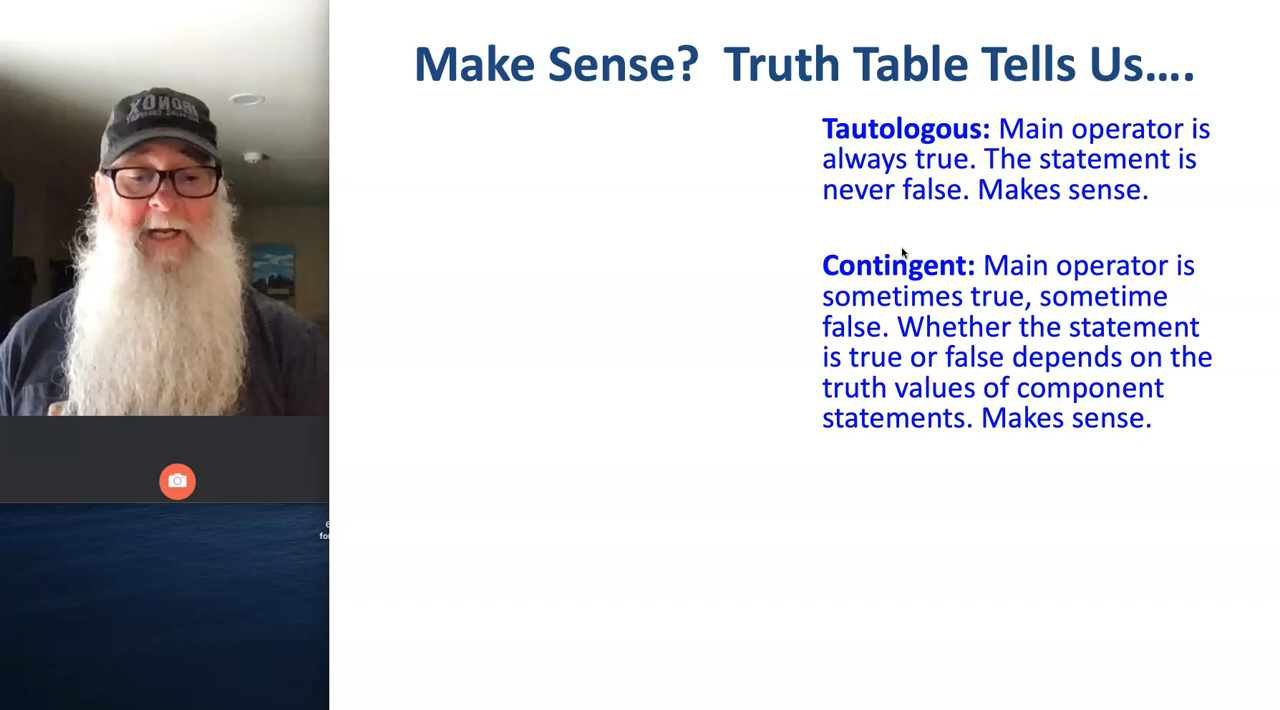 Make Sense? Truth Table Tells Us....
Tautologous: Main operator is
always true. The statement is
never false. Makes sense.
Contingent: Main operator is
sometimes true, sometime
false. Whether the statement
is true or false depends on the
truth values of component
statements. Makes sense.